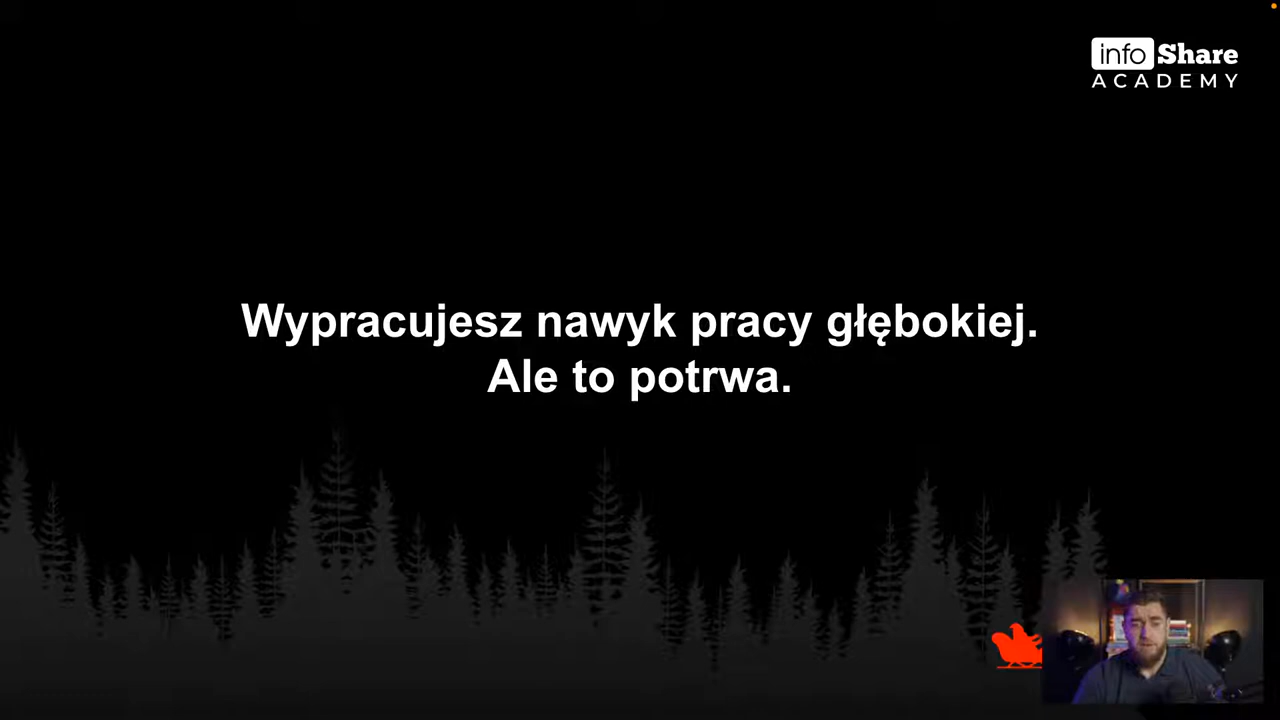 info Share
ACADEMY
Wypracujesz nawyk pracy głębokiej.
Ale to potrwa.